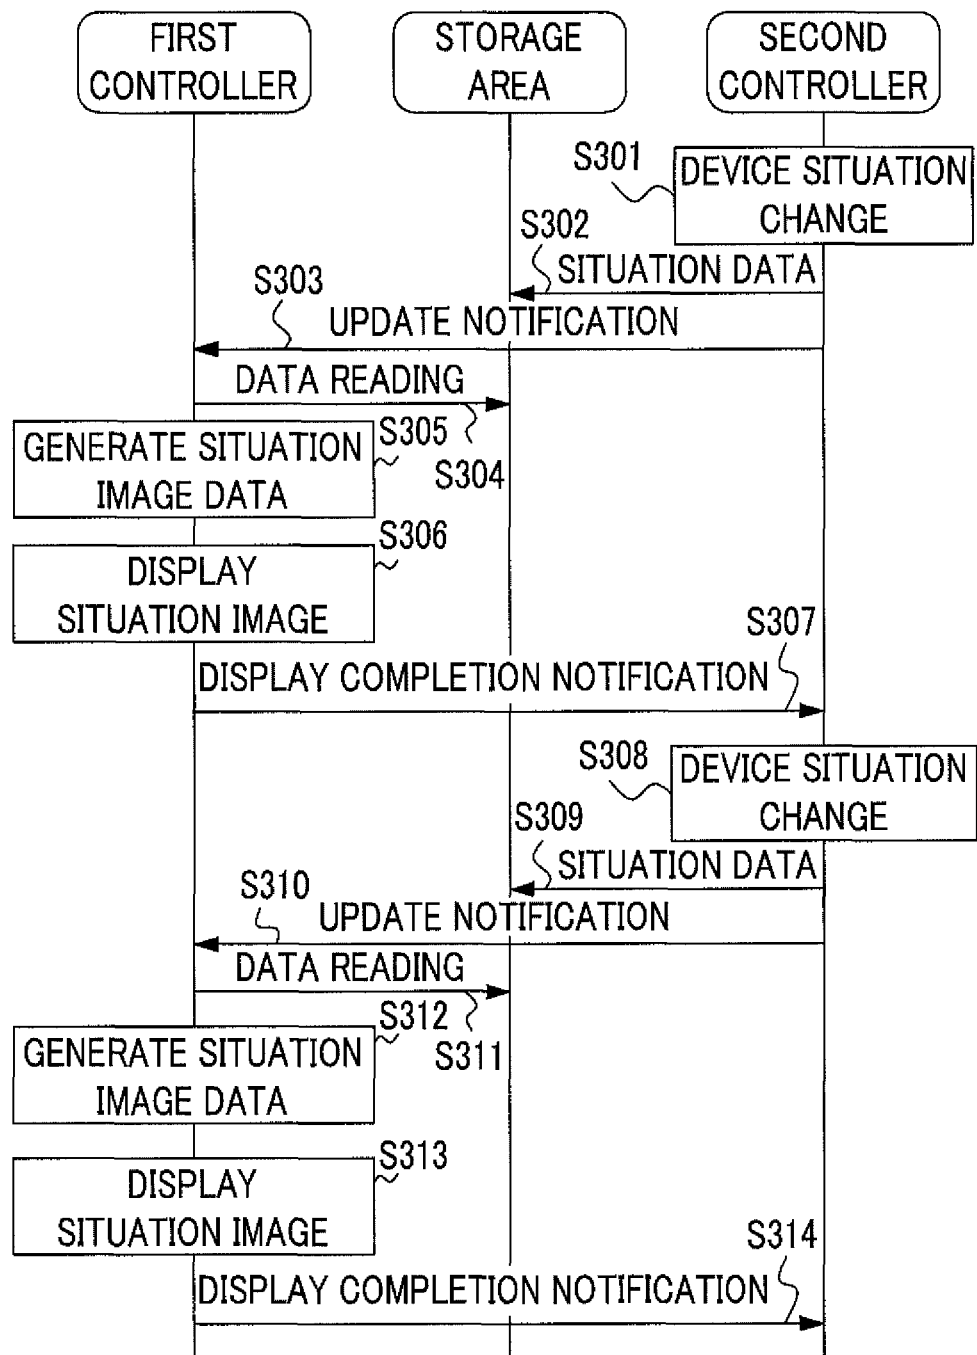 FIRST
CONTROLLER
STORAGE
AREA
SECOND
CONTROLLER
S301
DEVICE SITUATION
CHANGE
S302
SITUATION DATA
S303
UPDATE NOTIFICATION
DATA READING
S304
S305
GENERATE SITUATION
IMAGE DATA
S306
DISPLAY
SITUATION IMAGE
S307
DISPLAY COMPLETION NOTIFICATION
S308
DEVICE SITUATION
CHANGE
S309
SITUATION DATA
S310
UPDATE NOTIFICATION
DATA READING
S311
S312
GENERATE SITUATION
IMAGE DATA
S313
DISPLAY
SITUATION IMAGE
S314
DISPLAY COMPLETION NOTIFICATION